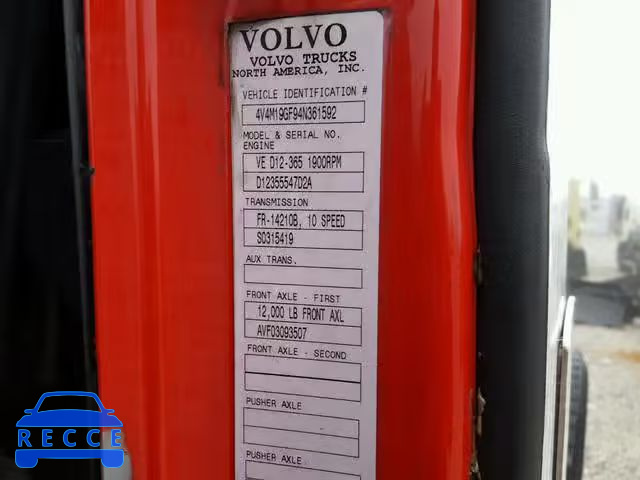 VOLVO
VOLVO TRUCKS
NORTH AMERICA, INC.
VEHICLE IDENTIFICATION #
4V4M19GF94N361592
MODEL & SERIAL NO.
ENGINE
VE D12-365 1900RPM
D12355547D2A
TRANSMISSION
FR-14210B, 10 SPEED
S0315419
AUX TRANS.
FRONT AXLE - FIRST
12,000 LB FRONT AXL
AVF03093507
FRONT AXLE - SECOND
PUSHER AXLE
PUSHER AXLE
RECCE